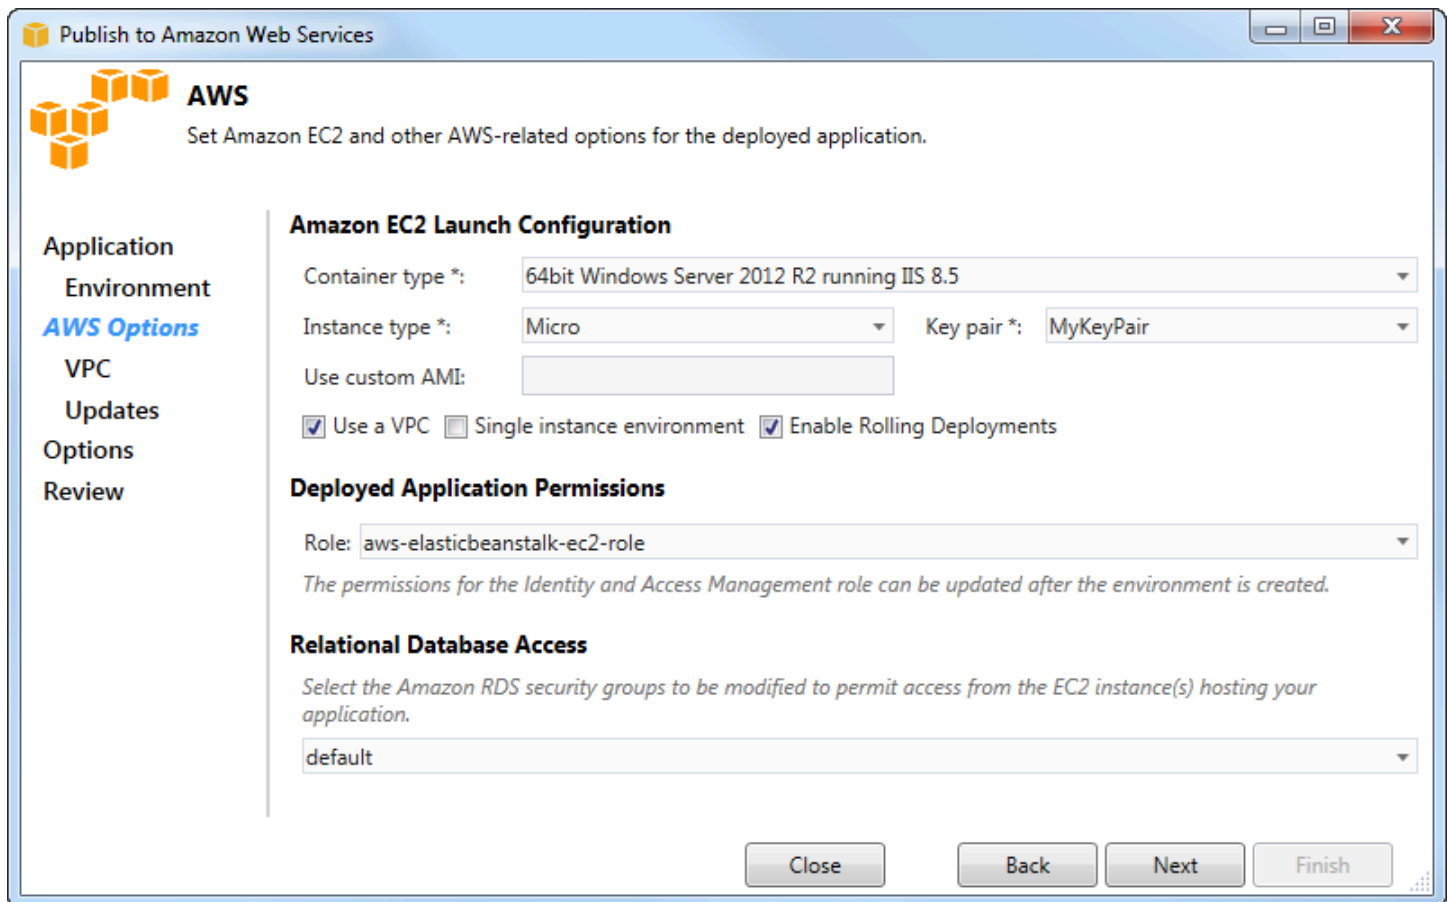 Publish to Amazon Web Services
AWS
Set Amazon EC2 and other AWS-related options for the deployed application.
Application
Environment
AWS Options
VPC
Updates
Options
Review
Amazon EC2 Launch Configuration
Container type *: 64bit Windows Server 2012 R2 running IIS 8.5
Instance type *: Micro Key pair *: MyKeyPair
Use custom AMI:
Use a VPC Single instance environment Enable Rolling Deployments
Deployed Application Permissions
Role: aws-elasticbeanstalk-ec2-role
The permissions for the Identity and Access Management role can be updated after the environment is created.
Relational Database Access
Select the Amazon RDS security groups to be modified to permit access from the EC2 instance(s) hosting your
application.
default
Close Back Next Finish